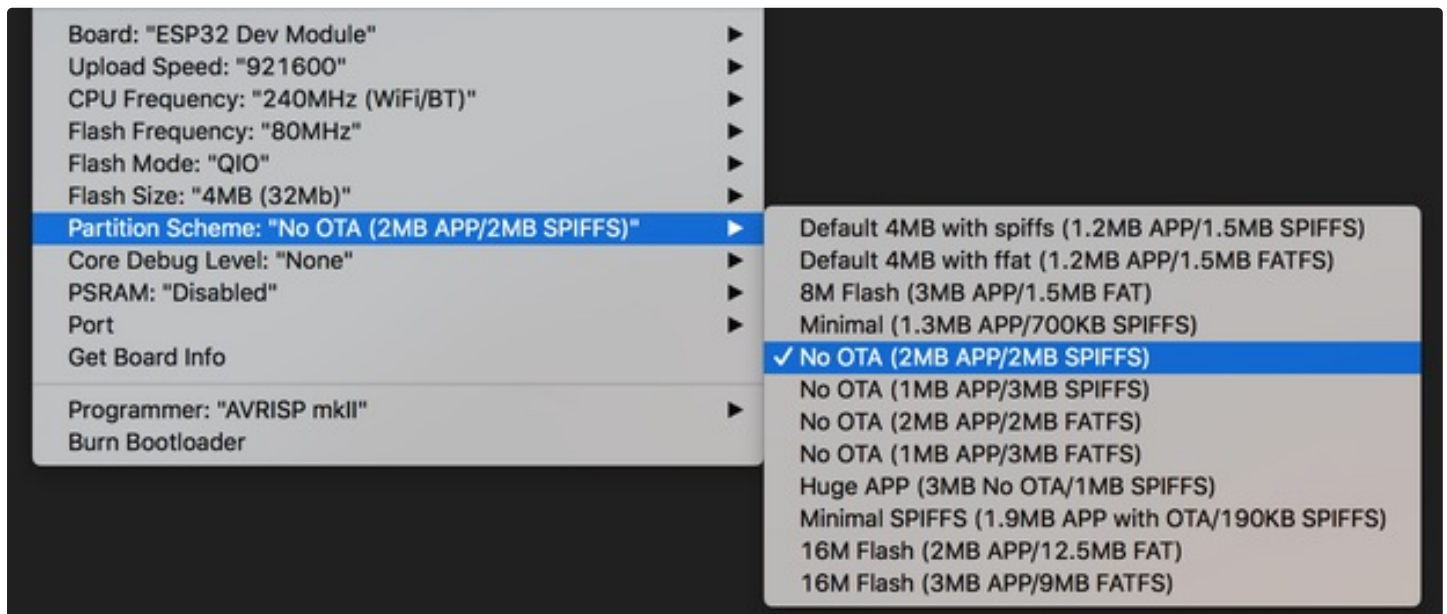 Board: "ESP32 Dev Module"
Upload Speed: "921600"
CPU Frequency: "240MHz (WiFi/BT)"
Flash Frequency: "80MHz"
Flash Mode: "QIO"
Flash Size: "4MB (32Mb)"
Partition Scheme: "No OTA (2MB APP/2MB SPIFFS)"
Core Debug Level: "None"
PSRAM: "Disabled"
Port
Get Board Info
Programmer: "AVRISP mkII"
Burn Bootloader
Default 4MB with spiffs (1.2MB APP/1.5MB SPIFFS)
Default 4MB with ffat (1.2MB APP/1.5MB FATFS)
8M Flash (3MB APP/1.5MB FAT)
Minimal (1.3MB APP/700KB SPIFFS)
✓ No OTA (2MB APP/2MB SPIFFS)
No OTA (1MB APP/3MB SPIFFS)
No OTA (2MB APP/2MB FATFS)
No OTA (1MB APP/3MB FATFS)
Huge APP (3MB No OTA/1MB SPIFFS)
Minimal SPIFFS (1.9MB APP with OTA/190KB SPIFFS)
16M Flash (2MB APP/12.5MB FAT)
16M Flash (3MB APP/9MB FATFS)